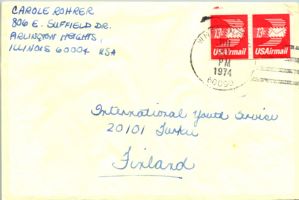 CAROLE ROHRER
806 E. SUFFIELD DR.
ARLINGTON HEIGHTS,
ILLINOIS 60004 USA
PM
1974
USAirmail
USAirmail
International Youth Service
20101 Turku
Finland